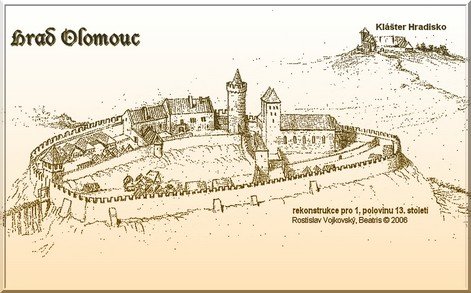 Hrad Olomouc
Klášter Hradisko
rekonstrukce pro 1. polovinu 13. století
Rostislav Vojkovský, Beatris © 2006